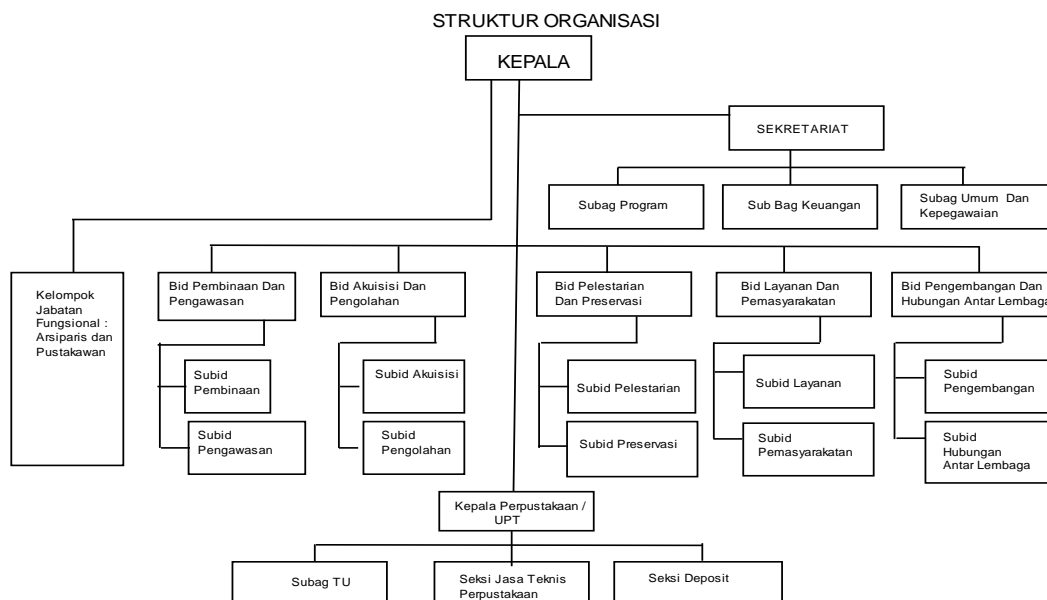 STRUKTUR ORGANISASI
KEPALA
SEKRETARIAT
Subag Program
Sub Bag Keuangan
Subag Umum Dan
Kepegawaian
Kelompok
Jabatan
Fungsional :
Arsiparis dan
Pustakawan
Bid Pembinaan Dan
Pengawasan
Bid Akuisisi Dan
Pengolahan
Bid Pelestarian
Dan Preservasi
Bid Layanan Dan
Pemasyarakatan
Bid Pengembangan Dan
Hubungan Antar Lembaga
Subid
Pembinaan
Subid Akuisisi
Subid Pelestarian
Subid Layanan
Subid
Pengembangan
Subid
Pengawasan
Subid
Pengolahan
Subid Preservasi
Subid
Pemasyarakatan
Subid
Hubungan
Antar Lembaga
Kepala Perpustakaan /
UPT
Subag TU
Seksi Jasa Teknis
Perpustakaan
Seksi Deposit